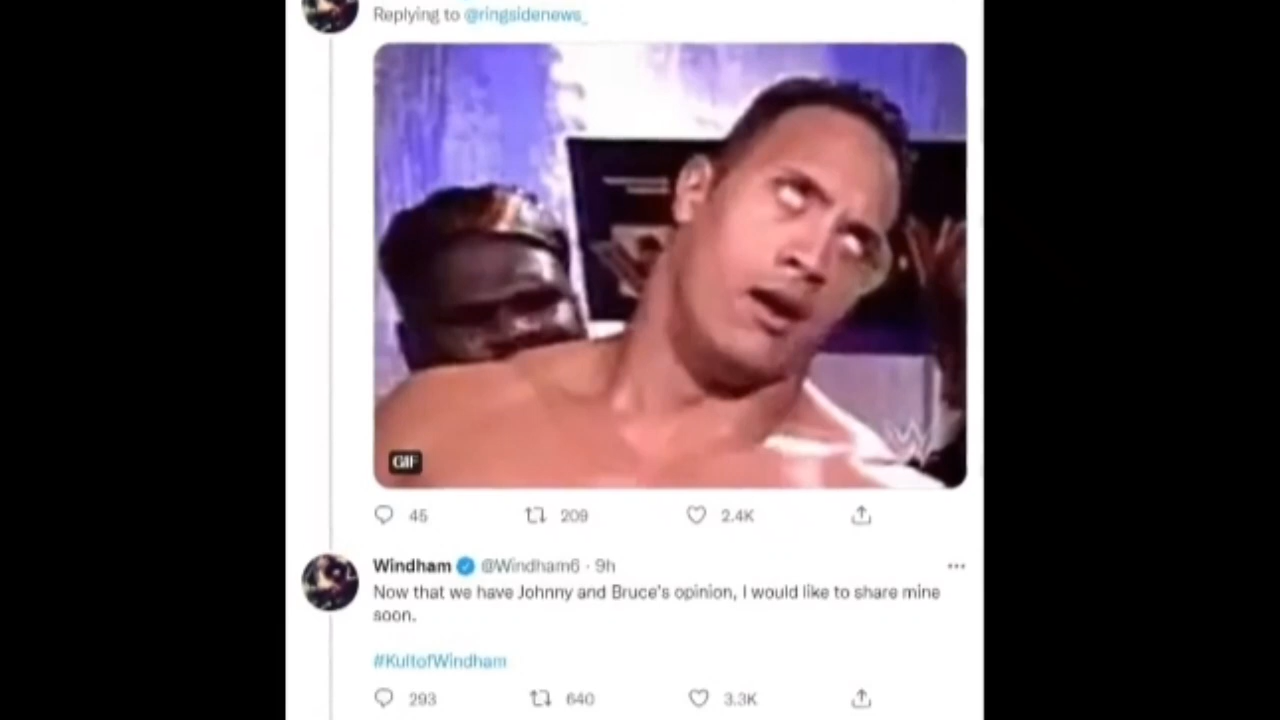 Replying to @ringsidenews_
GIF
45 209 2.4K
Windham @Windham6 · 9h
Now that we have Johnny and Bruce's opinion, I would like to share mine
soon.
#KultofWindham
293 640 3.3K